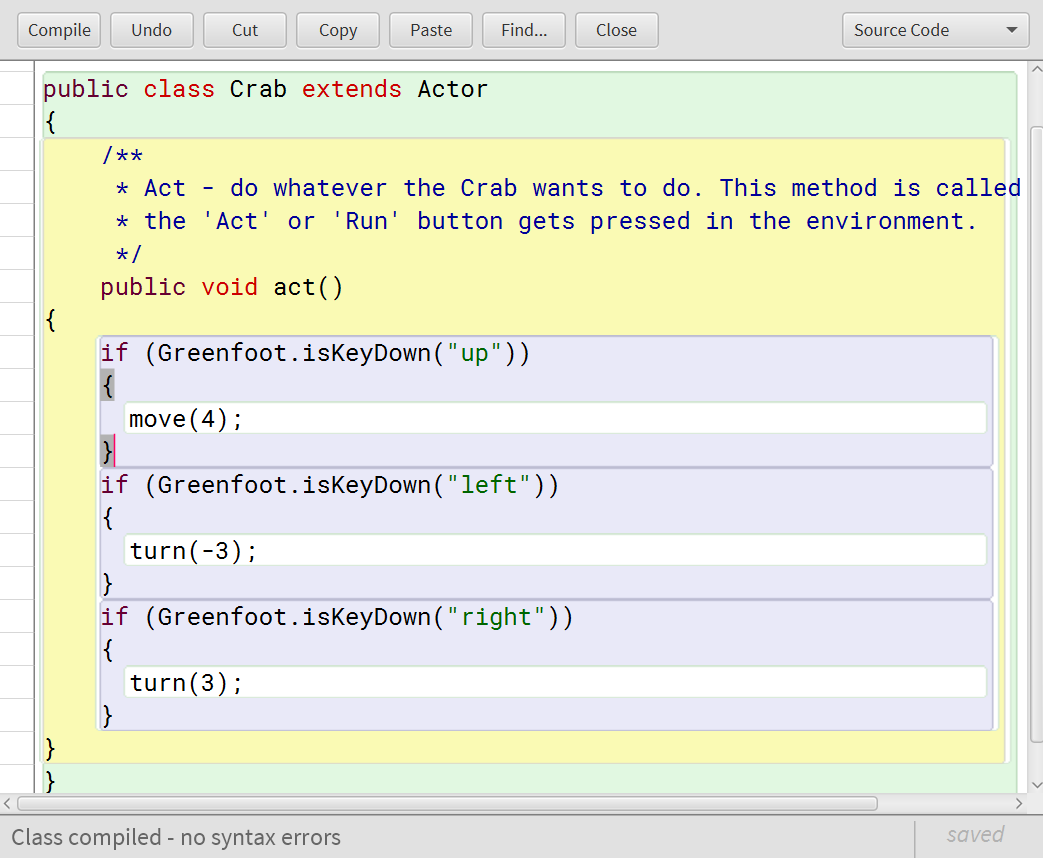 Compile Undo Cut Copy Paste Find... Close Source Code
public class Crab extends Actor
{
/**
* Act - do whatever the Crab wants to do. This method is called
* the 'Act' or 'Run' button gets pressed in the environment.
*/
public void act()
{
if (Greenfoot.isKeyDown("up"))
{
move(4);
}
if (Greenfoot.isKeyDown("left"))
{
turn(-3);
}
if (Greenfoot.isKeyDown("right"))
{
turn(3);
}
}
}
Class compiled - no syntax errors saved